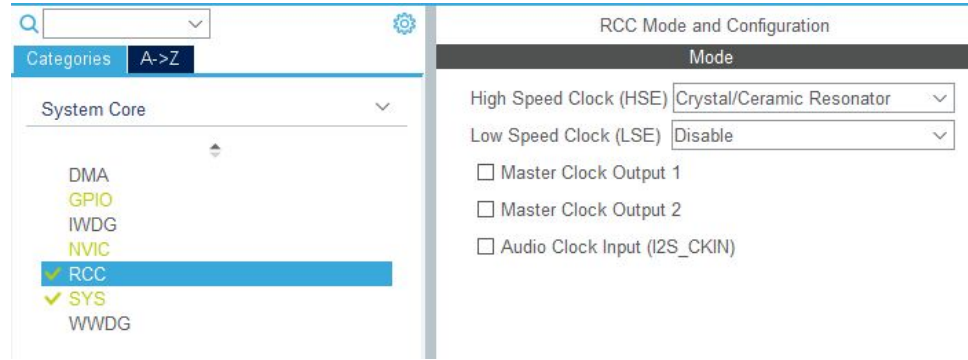 Categories
A->Z
System Core
DMA
GPIO
IWDG
NVIC
RCC
SYS
WWDG
RCC Mode and Configuration
Mode
High Speed Clock (HSE) Crystal/Ceramic Resonator
Low Speed Clock (LSE) Disable
Master Clock Output 1
Master Clock Output 2
Audio Clock Input (I2S_CKIN)